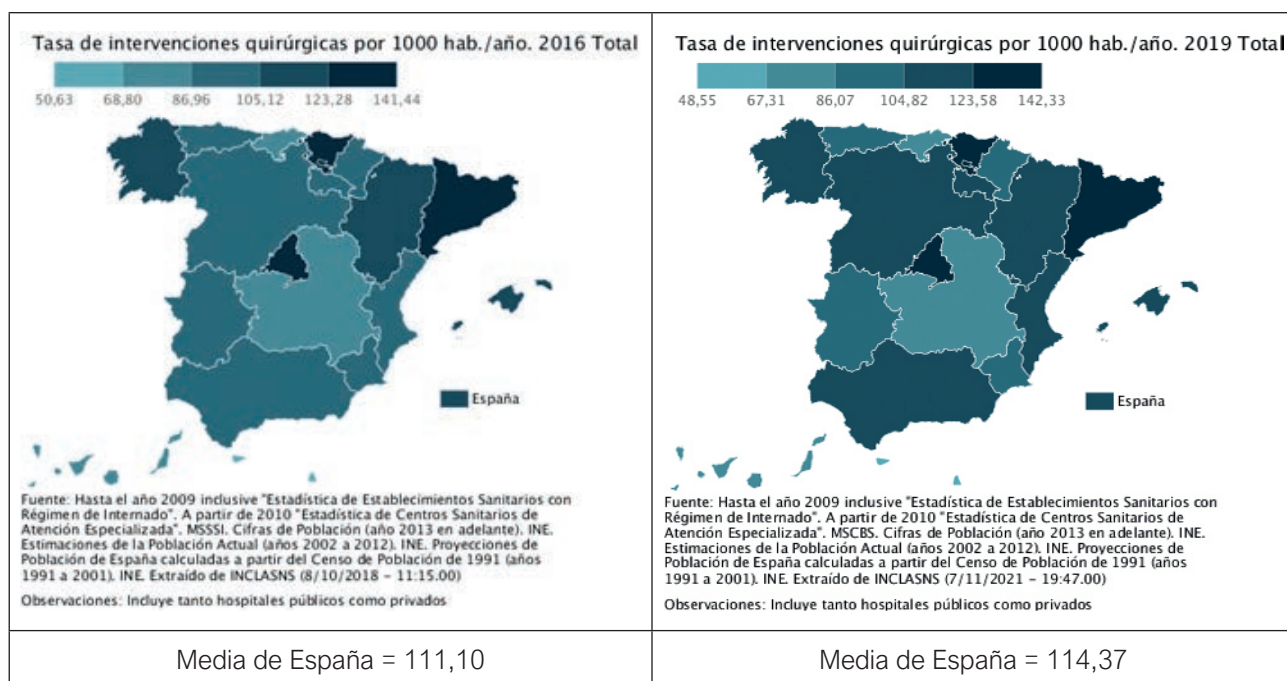 Tasa de intervenciones quirúrgicas por 1000 hab./año. 2016 Total
50,63 68,80 86,96 105,12 123,28 141,44
España
Fuente: Hasta el año 2009 inclusive "Estadística de Establecimientos Sanitarios con
Régimen de Internado". A partir de 2010 "Estadística de Centros Sanitarios de
Atención Especializada". MSSSI. Cifras de Población (año 2013 en adelante). INE.
Estimaciones de la Población Actual (años 2002 a 2012). INE. Proyecciones de
Población de España calculadas a partir del Censo de Población de 1991 (años
1991 a 2001). INE. Extraído de INCLASNS (8/10/2018 - 11:15.00)
Observaciones: Incluye tanto hospitales públicos como privados
Media de España = 111,10
Tasa de intervenciones quirúrgicas por 1000 hab./año. 2019 Total
48,55 67,31 86,07 104,82 123,58 142,33
España
Fuente: Hasta el año 2009 inclusive "Estadística de Establecimientos Sanitarios con
Régimen de Internado". A partir de 2010 "Estadística de Centros Sanitarios de
Atención Especializada". MSCBS. Cifras de Población (año 2013 en adelante). INE.
Estimaciones de la Población Actual (años 2002 a 2012). INE. Proyecciones de
Población de España calculadas a partir del Censo de Población de 1991 (años
1991 a 2001). INE. Extraído de INCLASNS (7/11/2021 - 19:47.00)
Observaciones: Incluye tanto hospitales públicos como privados
Media de España = 114,37